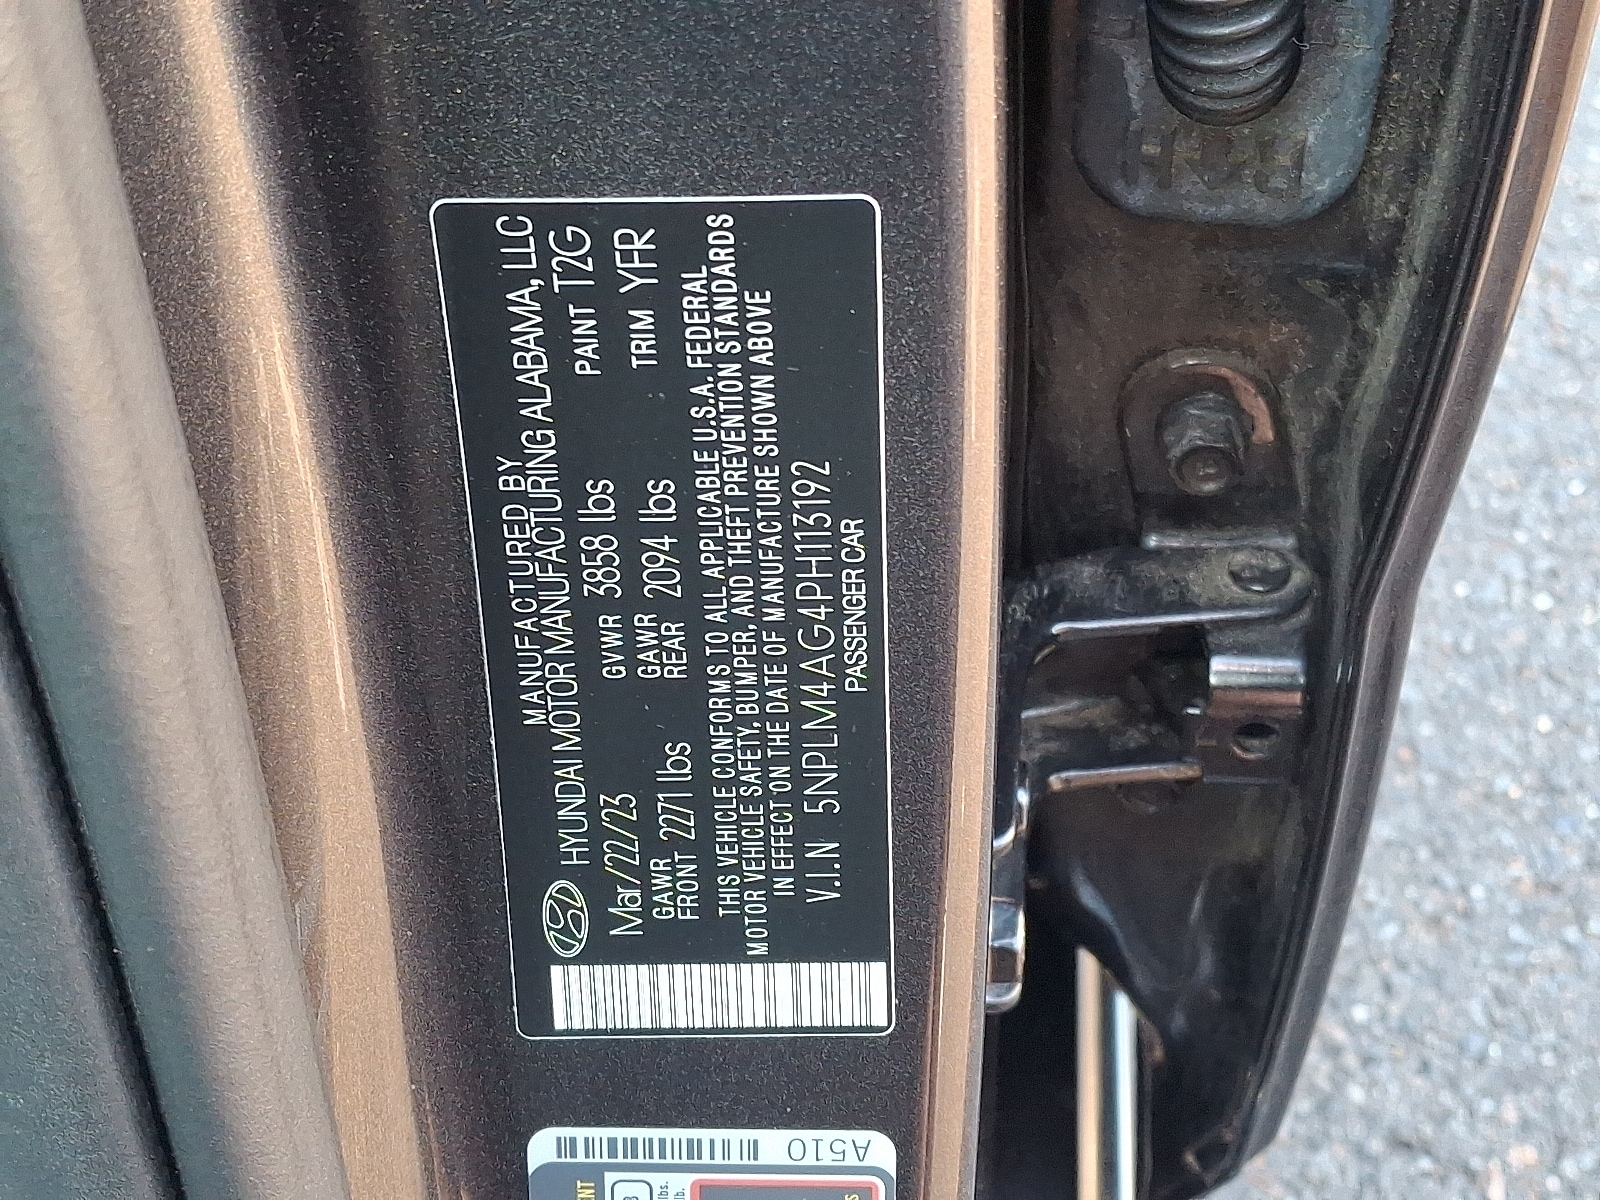 MANUFACTURED BY
HYUNDAI MOTOR MANUFACTURING ALABAMA, LLC
Mar/22/23 GVWR 3858 lbs PAINT T2G
GAWR FRONT 2271 lbs GAWR REAR 2094 lbs TRIM YFR
THIS VEHICLE CONFORMS TO ALL APPLICABLE U.S.A. FEDERAL
MOTOR VEHICLE SAFETY, BUMPER, AND THEFT PREVENTION STANDARDS
IN EFFECT ON THE DATE OF MANUFACTURE SHOWN ABOVE
V.I.N 5NPLM4AG4PH113192
PASSENGER CAR
A510